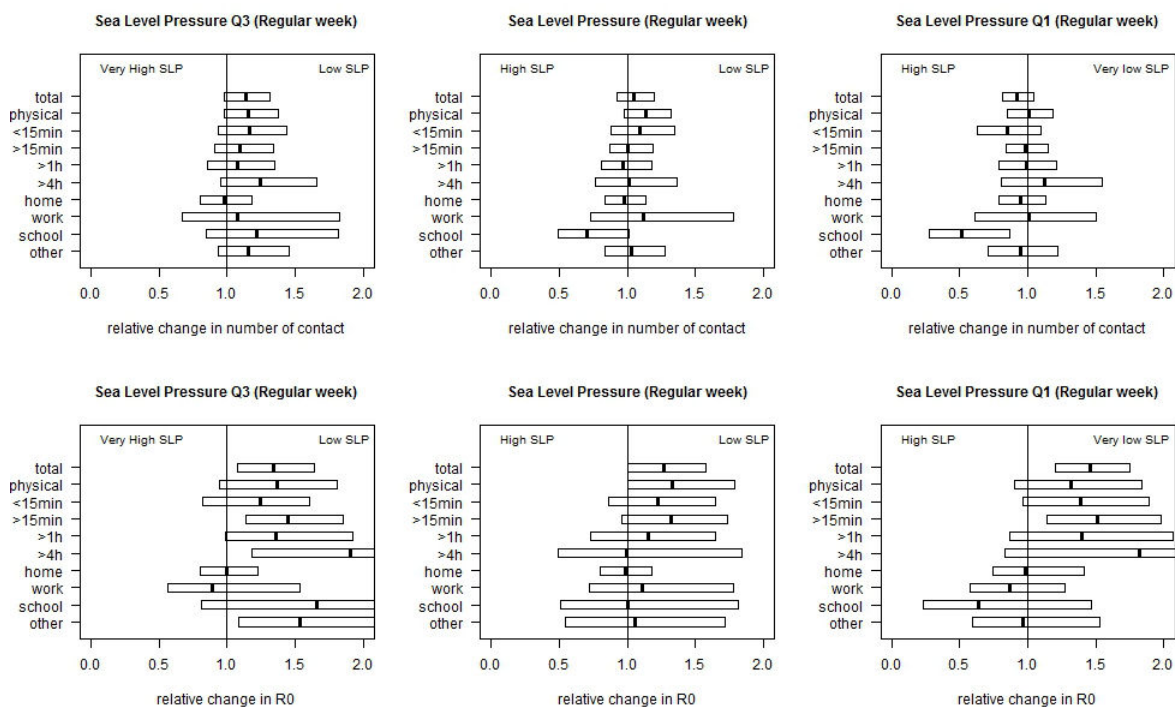 Sea Level Pressure Q3 (Regular week)
Very High SLP Low SLP
total
physical
<15min
>15min
>1h
>4h
home
work
school
other
0.0 0.5 1.0 1.5 2.0
relative change in number of contact
Sea Level Pressure (Regular week)
High SLP Low SLP
total
physical
<15min
>15min
>1h
>4h
home
work
school
other
0.0 0.5 1.0 1.5 2.0
relative change in number of contact
Sea Level Pressure Q1 (Regular week)
High SLP Very low SLP
total
physical
<15min
>15min
>1h
>4h
home
work
school
other
0.0 0.5 1.0 1.5 2.0
relative change in number of contact
Sea Level Pressure Q3 (Regular week)
Very High SLP Low SLP
total
physical
<15min
>15min
>1h
>4h
home
work
school
other
0.0 0.5 1.0 1.5 2.0
relative change in R0
Sea Level Pressure (Regular week)
High SLP Low SLP
total
physical
<15min
>15min
>1h
>4h
home
work
school
other
0.0 0.5 1.0 1.5 2.0
relative change in R0
Sea Level Pressure Q1 (Regular week)
High SLP Very low SLP
total
physical
<15min
>15min
>1h
>4h
home
work
school
other
0.0 0.5 1.0 1.5 2.0
relative change in R0